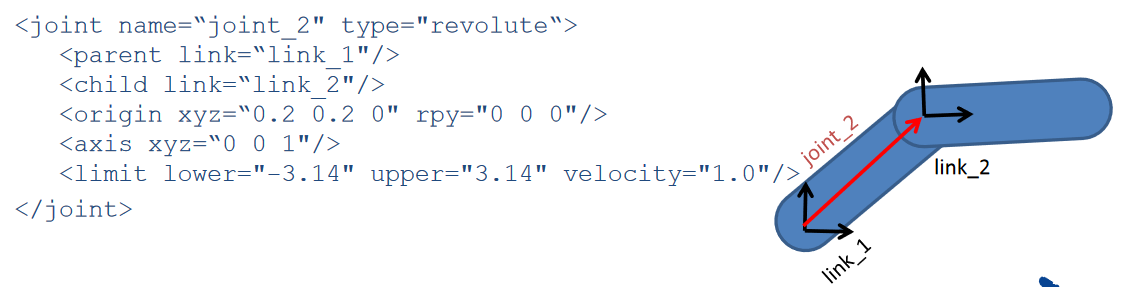 <joint name=“joint_2" type="revolute“>
<parent link=“link_1"/>
<child link=“link_2"/>
<origin xyz=“0.2 0.2 0" rpy="0 0 0"/>
<axis xyz=“0 0 1"/>
<limit lower="-3.14" upper="3.14" velocity="1.0"/>
</joint>
joint_2
link_2
link_1